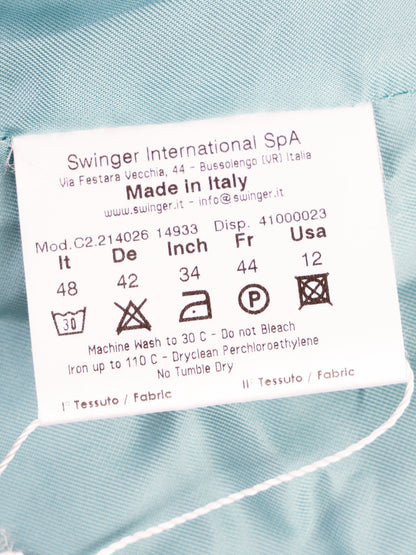 Swinger International SpA
Via Festara Vecchia, 44 - Bussolengo (VR) Italia
Made in Italy
www.swinger.it - info@swinger.it
Mod.C2.214026 14933 Disp. 41000023
It De Inch Fr Usa
48 42 34 44 12
30 P
Machine Wash to 30 C - Do not Bleach
Iron up to 110 C - Dryclean Perchloroethylene
No Tumble Dry
I° Tessuto / Fabric II° Tessuto / Fabric